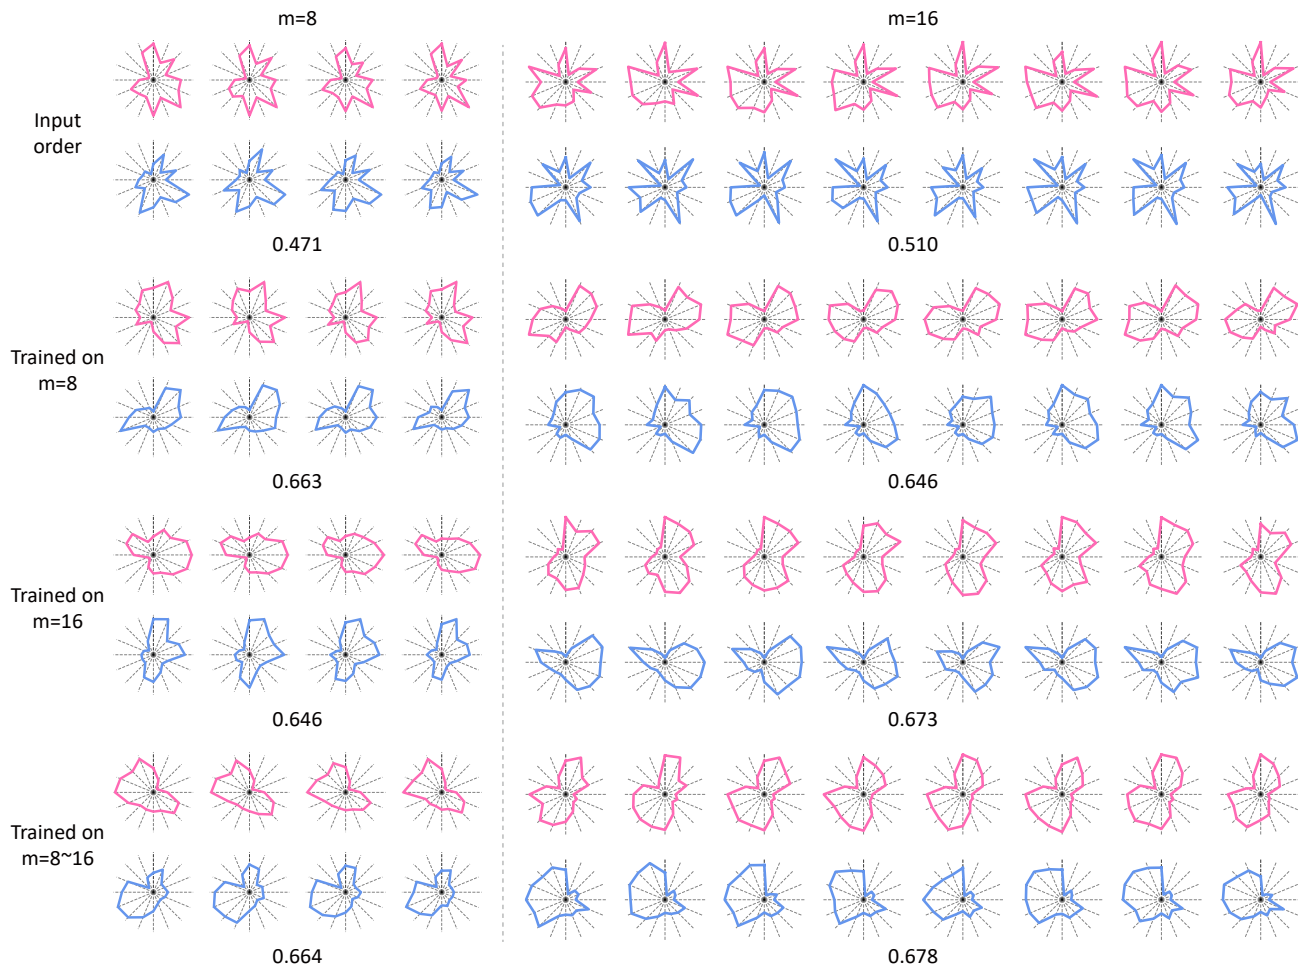 m=8
m=16
Input
order
0.471
0.510
Trained on
m=8
0.663
0.646
Trained on
m=16
0.646
0.673
Trained on
m=8~16
0.664
0.678